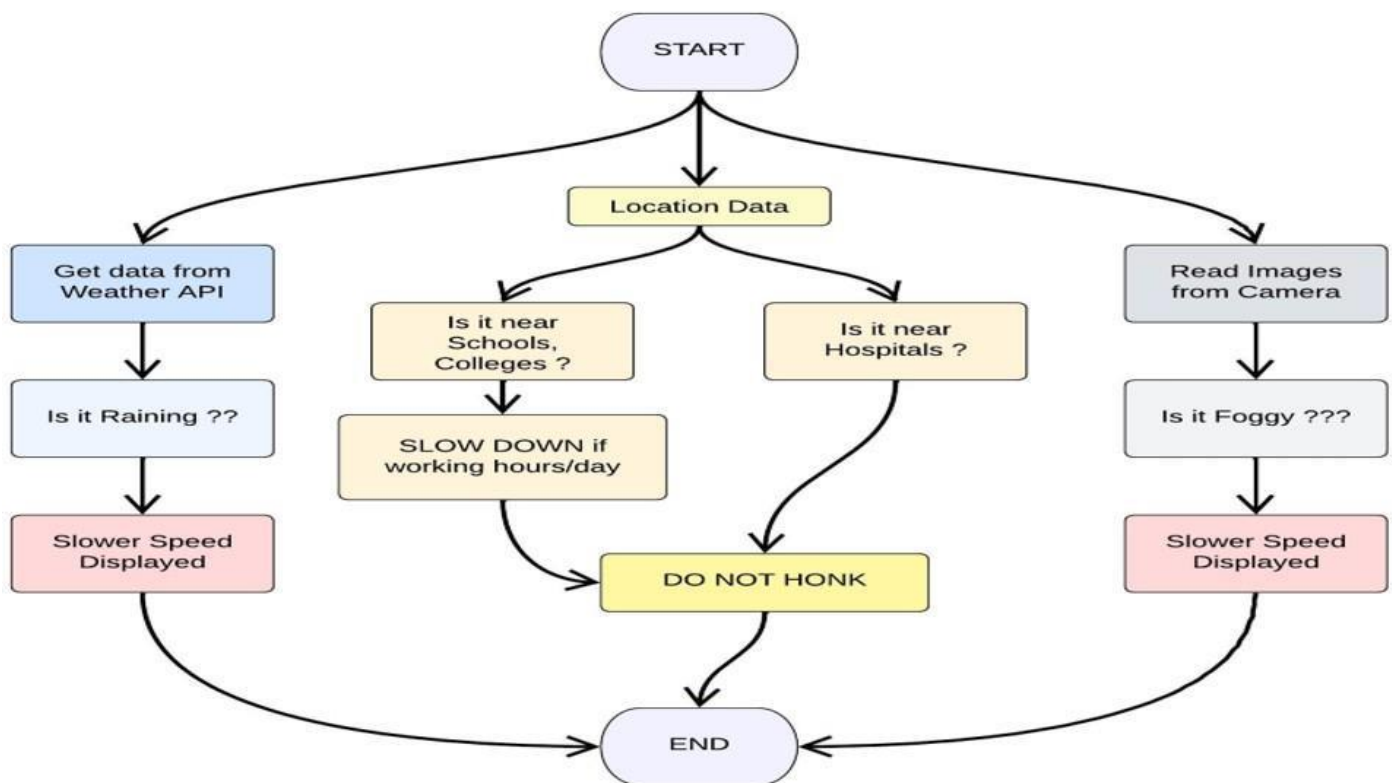 START
Location Data
Get data from
Weather API
Is it near
Schools,
Colleges ?
Is it near
Hospitals ?
Read Images
from Camera
Is it Raining ??
SLOW DOWN if
working hours/day
Is it Foggy ???
Slower Speed
Displayed
DO NOT HONK
Slower Speed
Displayed
END